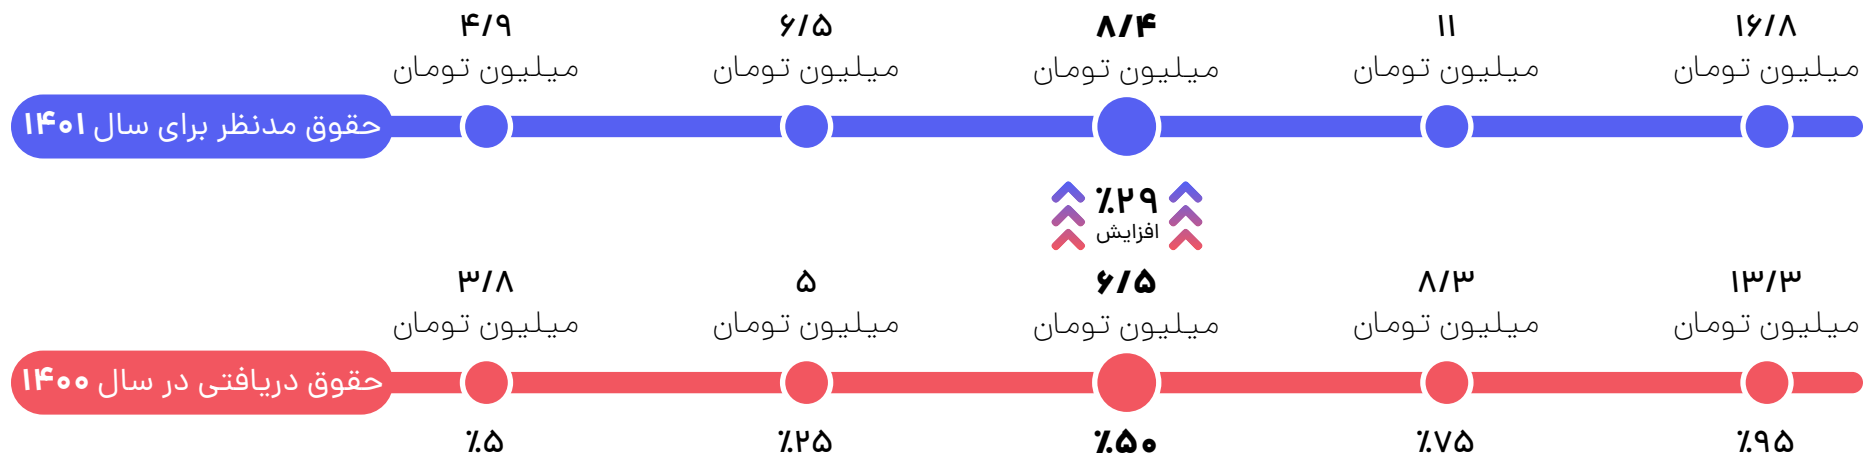 ۴/۹
میلیون تومان
۶/۵
میلیون تومان
۸/۴
میلیون تومان
۱۱
میلیون تومان
۱۶/۸
میلیون تومان
حقوق مدنظر برای سال ۱۴۰۱
٪۲۹
افزایش
۳/۸
میلیون تومان
۵
میلیون تومان
۶/۵
میلیون تومان
۸/۳
میلیون تومان
۱۳/۳
میلیون تومان
حقوق دریافتی در سال ۱۴۰۰
٪۵
٪۲۵
٪۵۰
٪۷۵
٪۹۵